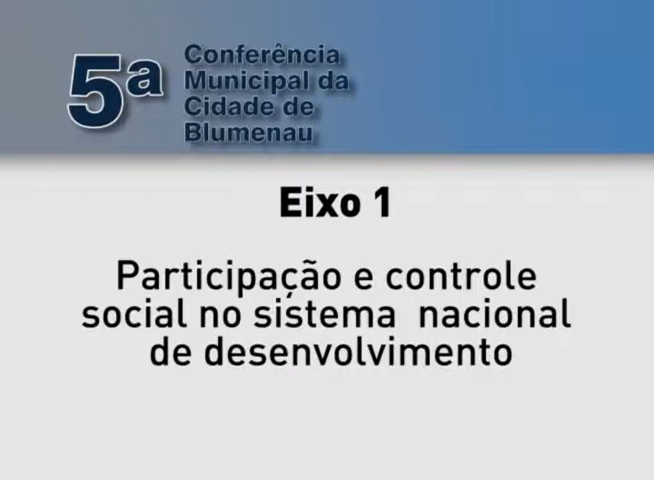 5ª
Conferência
Municipal da
Cidade de
Blumenau
Eixo 1
Participação e controle
social no sistema nacional
de desenvolvimento